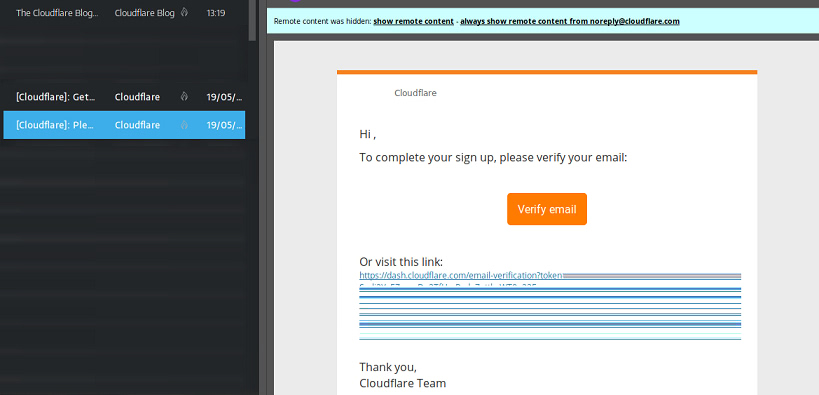 The Cloudflare Blog... Cloudflare Blog 13:19
[Cloudflare]: Get... Cloudflare 19/05/...
[Cloudflare]: Ple... Cloudflare 19/05/...
Remote content was hidden: show remote content - always show remote content from noreply@cloudflare.com
Cloudflare
Hi ,
To complete your sign up, please verify your email:
Verify email
Or visit this link:
https://dash.cloudflare.com/email-verification?token
Thank you,
Cloudflare Team